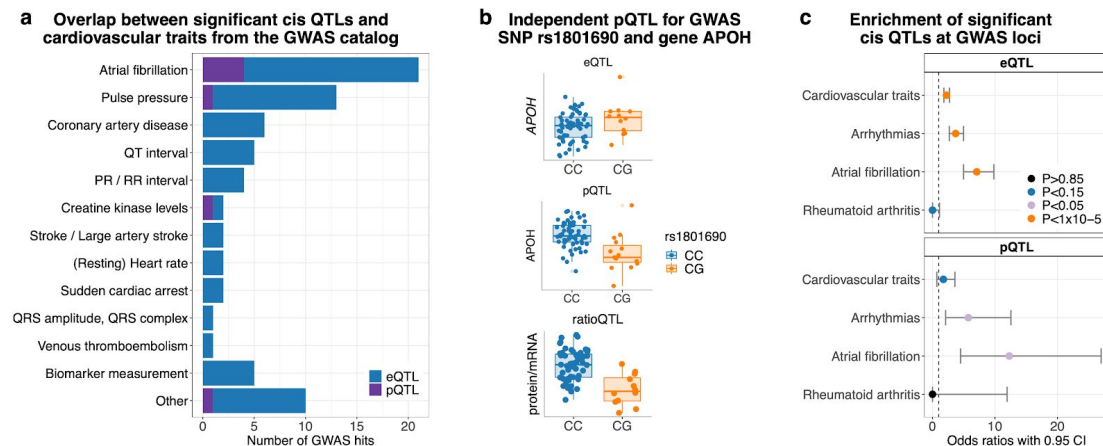 a Overlap between significant cis QTLs and
cardiovascular traits from the GWAS catalog
Atrial fibrillation
Pulse pressure
Coronary artery disease
QT interval
PR / RR interval
Creatine kinase levels
Stroke / Large artery stroke
(Resting) Heart rate
Sudden cardiac arrest
QRS amplitude, QRS complex
Venous thromboembolism
Biomarker measurement
Other
eQTL
pQTL
0 5 10 15 20
Number of GWAS hits
b Independent pQTL for GWAS
SNP rs1801690 and gene APOH
eQTL
APOH
CC CG
pQTL
APOH
CC CG
rs1801690
CC
CG
ratioQTL
protein/mRNA
CC CG
c Enrichment of significant
cis QTLs at GWAS loci
eQTL
Cardiovascular traits
Arrhythmias
Atrial fibrillation
Rheumatoid arthritis
P>0.85
P<0.15
P<0.05
P<1x10−5
pQTL
Cardiovascular traits
Arrhythmias
Atrial fibrillation
Rheumatoid arthritis
0 10 20
Odds ratios with 0.95 CI